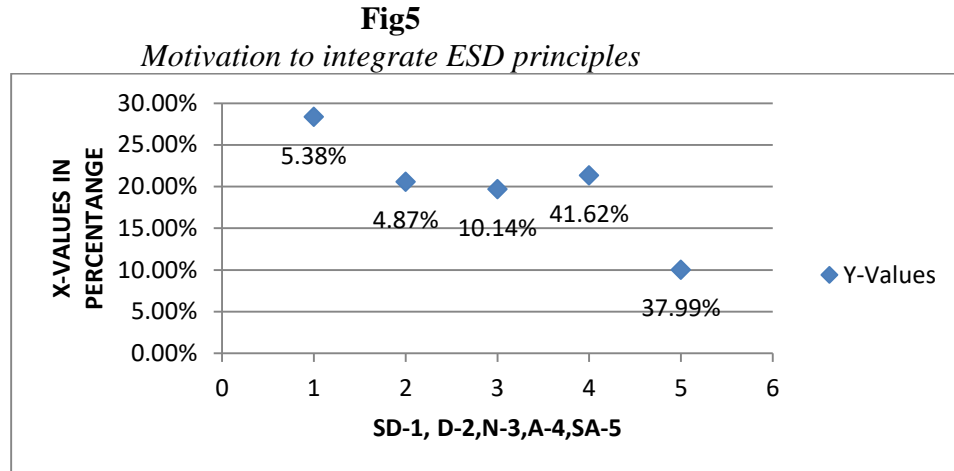 Fig5
Motivation to integrate ESD principles
X-VALUES IN
PERCENTANGE
30.00%
25.00%
20.00%
15.00%
10.00%
5.00%
0.00%
5.38%
4.87%
10.14%
41.62%
37.99%
Y-Values
0 1 2 3 4 5 6
SD-1, D-2,N-3,A-4,SA-5